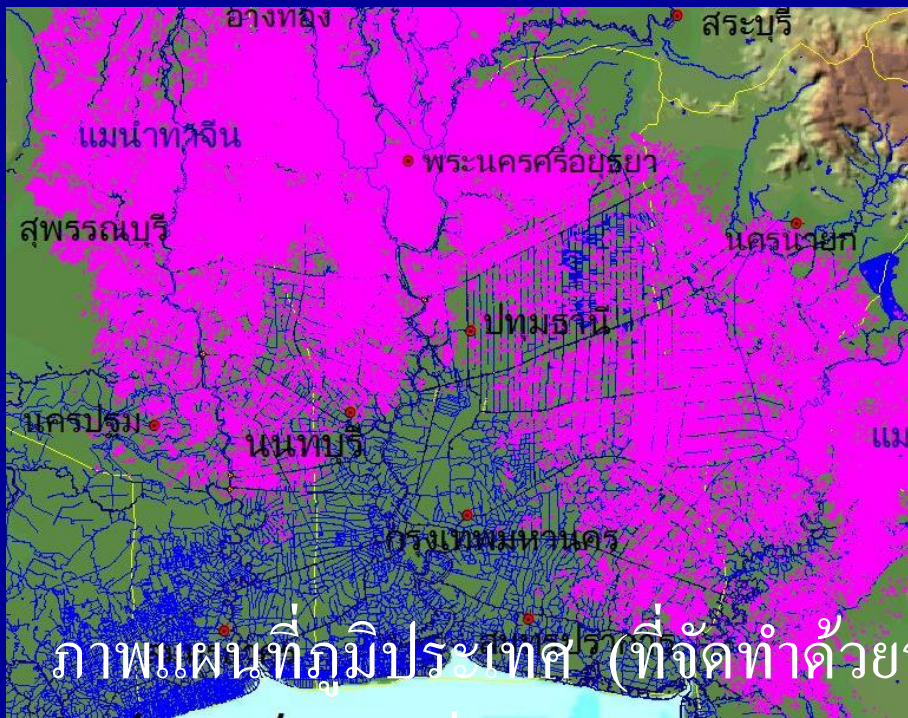 อ่างทอง
สระบุรี
แม่น้ำท่าจีน
พระนครศรีอยุธยา
สุพรรณบุรี
นครนายก
ปทุมธานี
นครปฐม
นนทบุรี
แม
กรุงเทพมหานคร
ภาพแผนที่ภูมิประเทศ (ที่จัดทำด้วย